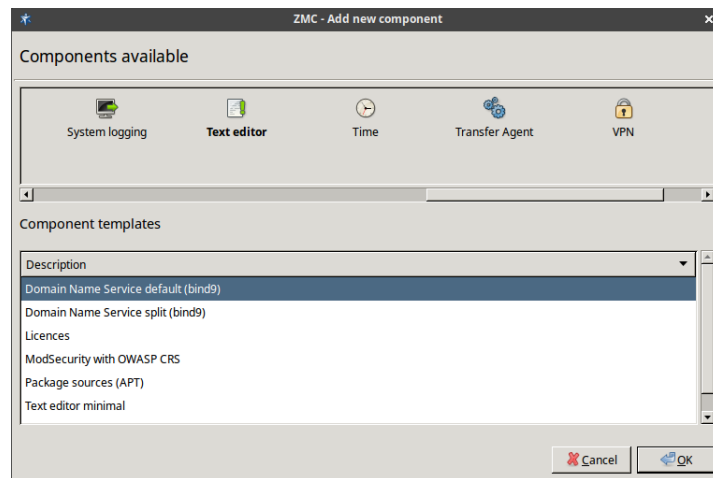 ZMC - Add new component
Components available
System logging Text editor Time Transfer Agent VPN
Component templates
Description
Domain Name Service default (bind9)
Domain Name Service split (bind9)
Licences
ModSecurity with OWASP CRS
Package sources (APT)
Text editor minimal
Cancel OK